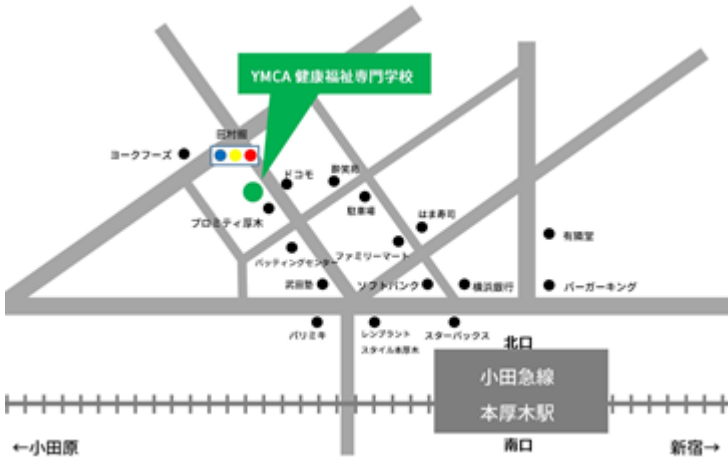 YMCA 健康福祉専門学校
田村堀
ヨークフーズ
ドコモ
駐車場
プロミティ厚木
はま寿司
有隣堂
バッティングセンター
ファミリーマート
武田塾
ソフトバンク
横浜銀行
バーガーキング
パリミキ
レンブラント
スタイル本厚木
スターバックス
北口
小田急線
本厚木駅
南口
←小田原
新宿→